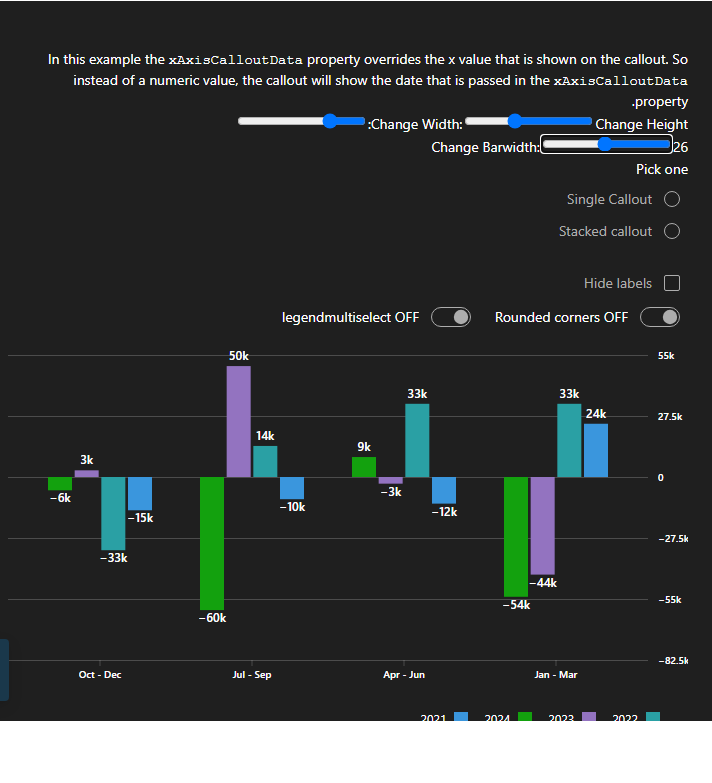 In this example the xAxisCalloutData property overrides the x value that is shown on the callout. So
instead of a numeric value, the callout will show the date that is passed in the xAxisCalloutData
.property
:Change Width: Change Height
Change Barwidth: 26
Pick one
Single Callout
Stacked callout
Hide labels
legendmultiselect OFF Rounded corners OFF
50k 55k
33k 33k
27.5k
24k
14k
9k
3k
0
−6k −3k
−10k
−15k −12k
−33k
−27.5k
−44k
−54k −55k
−60k
−82.5k
Oct - Dec Jul - Sep Apr - Jun Jan - Mar
2021 2024 2023 2022